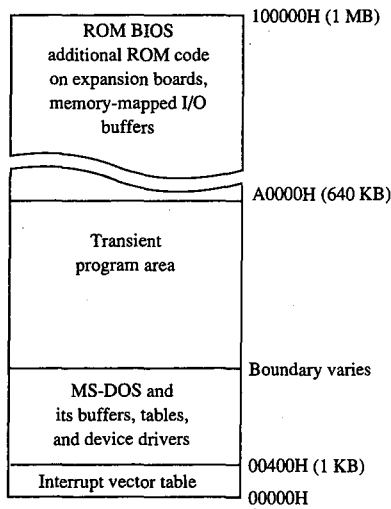 100000H (1 MB)
ROM BIOS
additional ROM code
on expansion boards,
memory-mapped I/O
buffers
A0000H (640 KB)
Transient
program area
Boundary varies
MS-DOS and
its buffers, tables,
and device drivers
00400H (1 KB)
Interrupt vector table
00000H